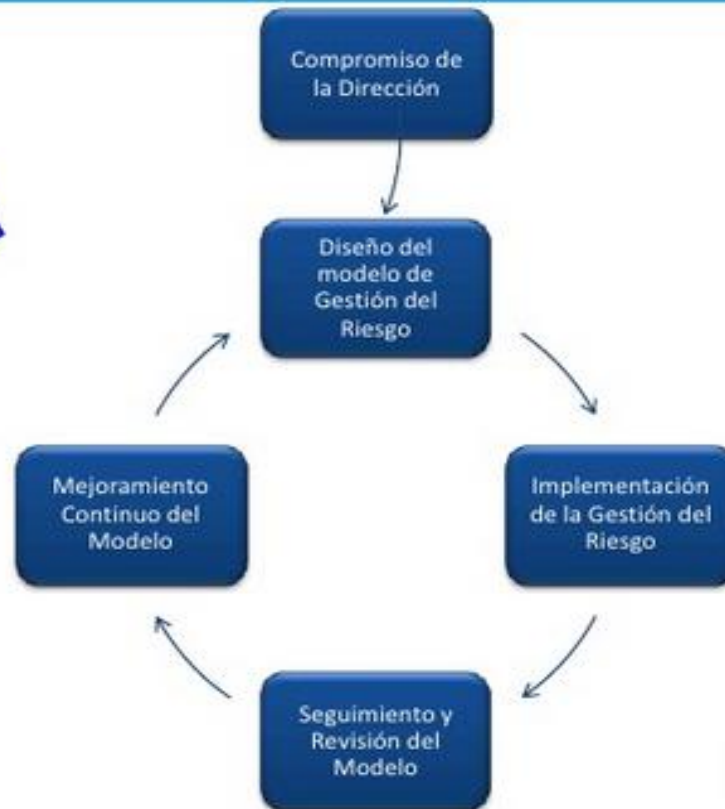 Compromiso de
la Dirección
Diseño del
modelo de
Gestión del
Riesgo
Mejoramiento
Continuo del
Modelo
Implementación
de la Gestión del
Riesgo
Seguimiento y
Revisión del
Modelo